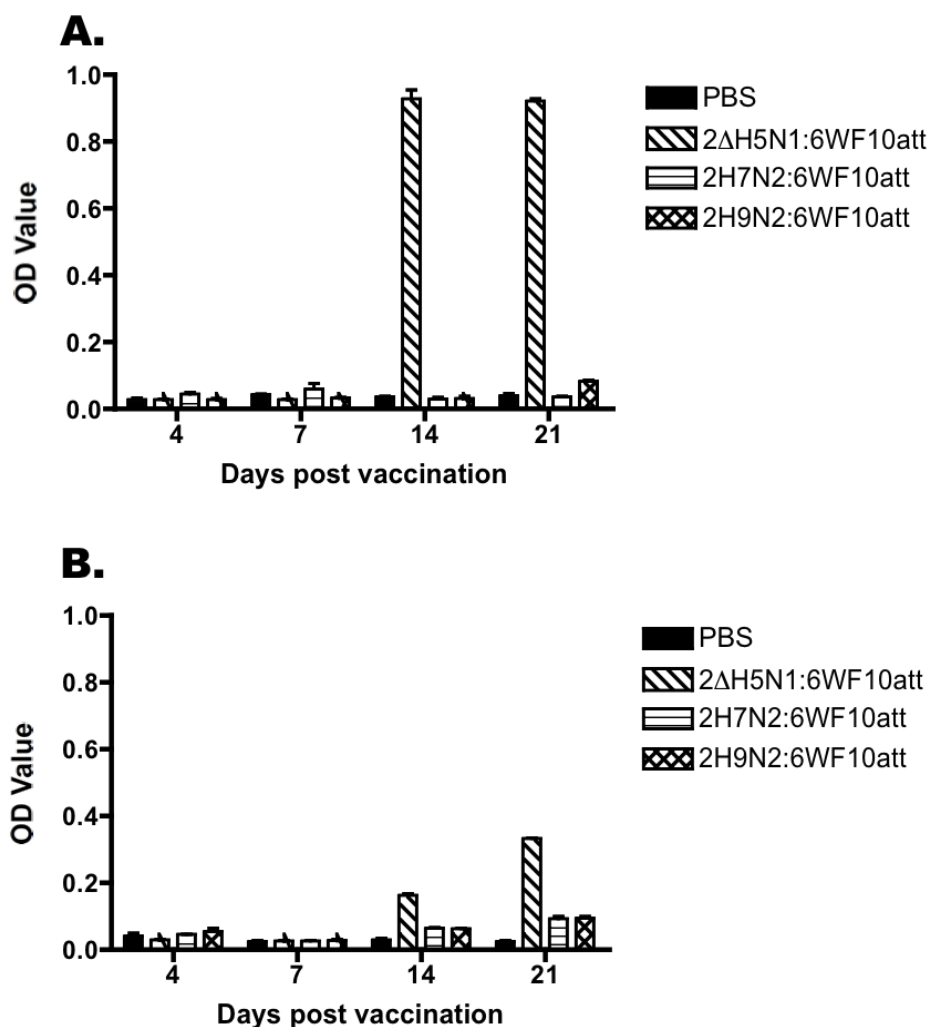 A.
1.0
0.8
0.6
0.4
0.2
0.0
OD Value
4 7 14 21
Days post vaccination
PBS
2ΔH5N1:6WF10att
2H7N2:6WF10att
2H9N2:6WF10att
B.
1.0
0.8
0.6
0.4
0.2
0.0
OD Value
4 7 14 21
Days post vaccination
PBS
2ΔH5N1:6WF10att
2H7N2:6WF10att
2H9N2:6WF10att